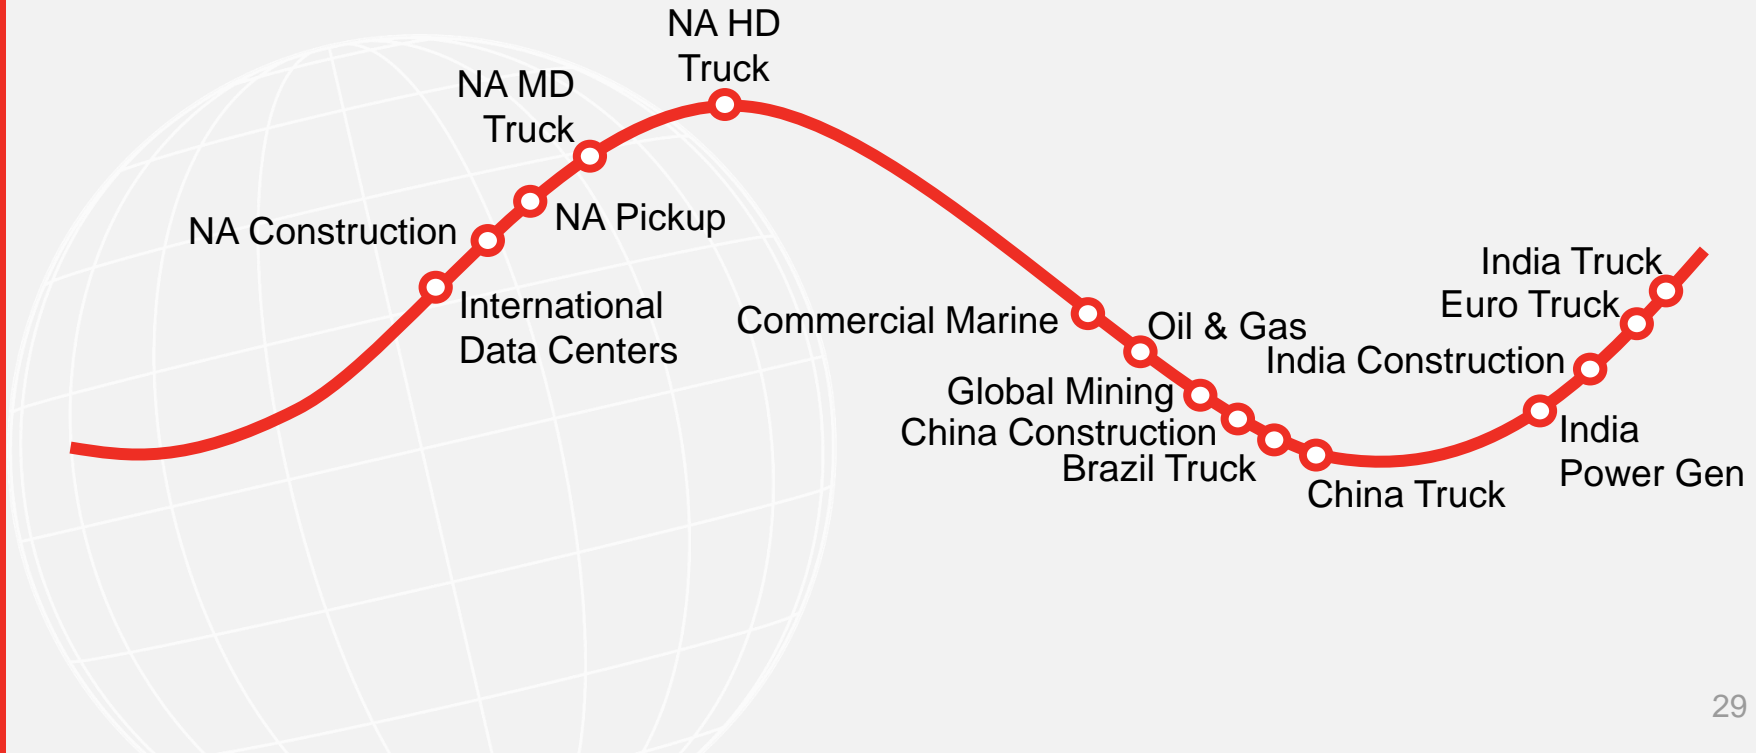 NA HD
Truck
NA MD
Truck
NA Construction
NA Pickup
International
Data Centers
Commercial Marine
Oil & Gas
Global Mining
China Construction
Brazil Truck
China Truck
India Truck
Euro Truck
India Construction
India
Power Gen
29